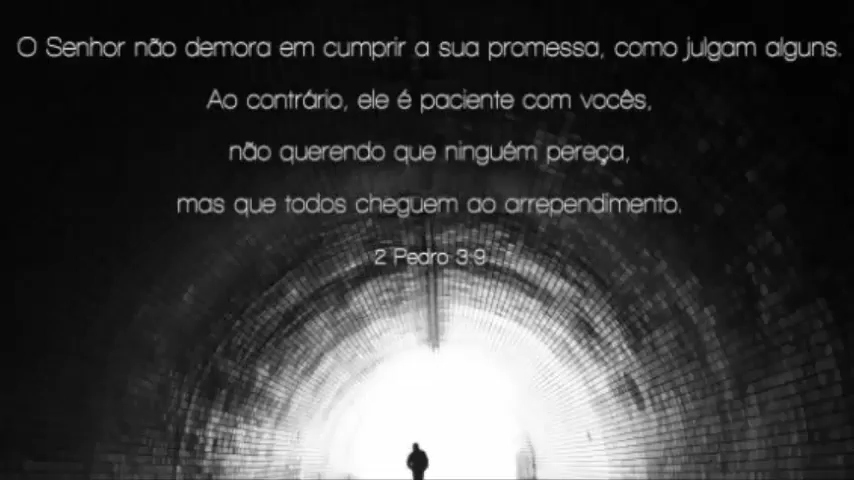 O Senhor não demora em cumprir a sua promessa, como julgam alguns.
Ao contrário, ele é paciente com vocês,
não querendo que ninguém pereça,
mas que todos cheguem ao arrependimento.
2 Pedro 3:9